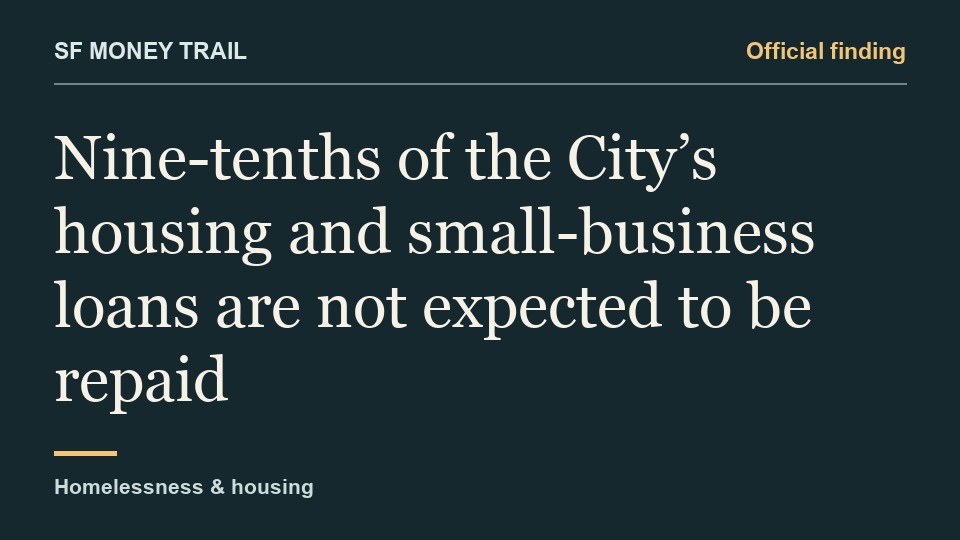 SF MONEY TRAIL
Official finding
Nine-tenths of the City’s
housing and small-business
loans are not expected to be
repaid
Homelessness & housing